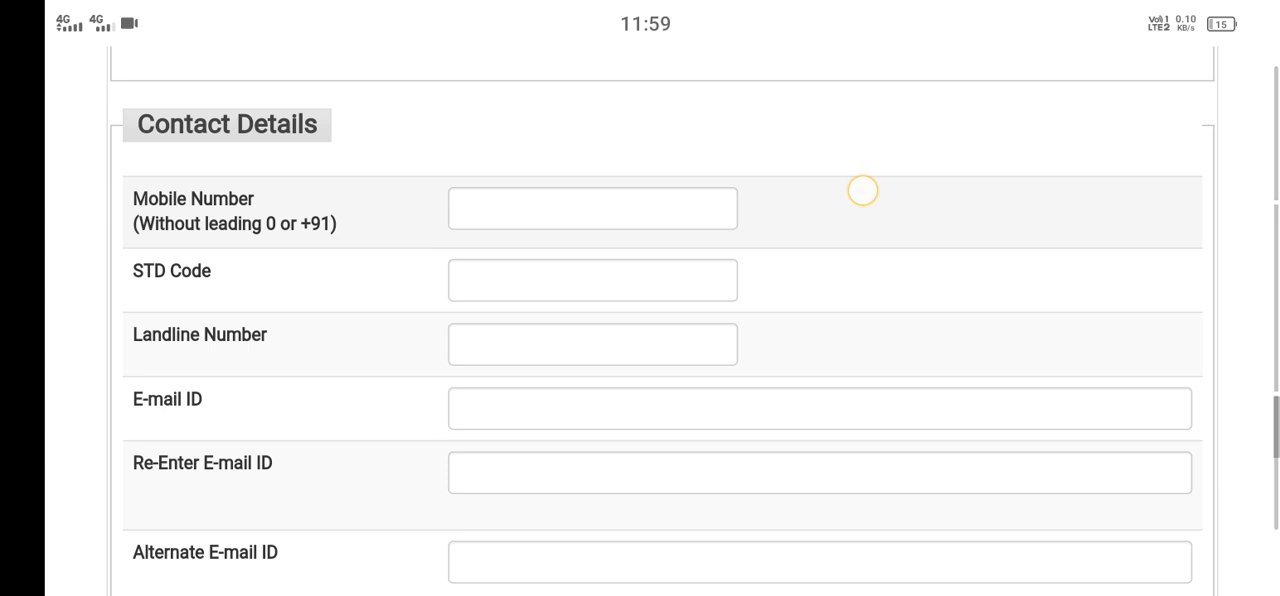 4G 4G 11:59 Vo) 1 0.10 15
LTE2 KB/s
Contact Details
Mobile Number
(Without leading 0 or +91)
STD Code
Landline Number
E-mail ID
Re-Enter E-mail ID
Alternate E-mail ID